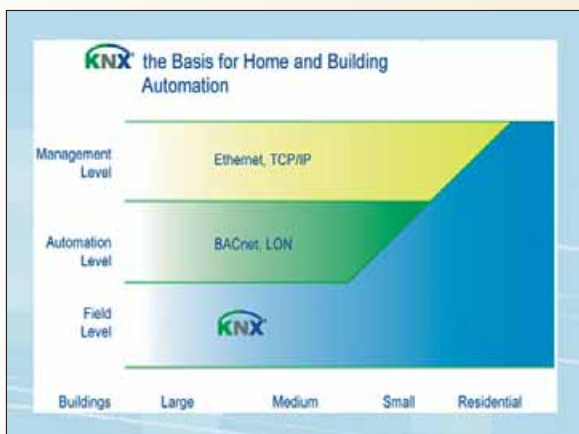 KNX® the Basis for Home and Building
Automation
Management
Level
Ethernet, TCP/IP
Automation
Level
BACnet, LON
Field
Level
KNX®
Buildings Large Medium Small Residential